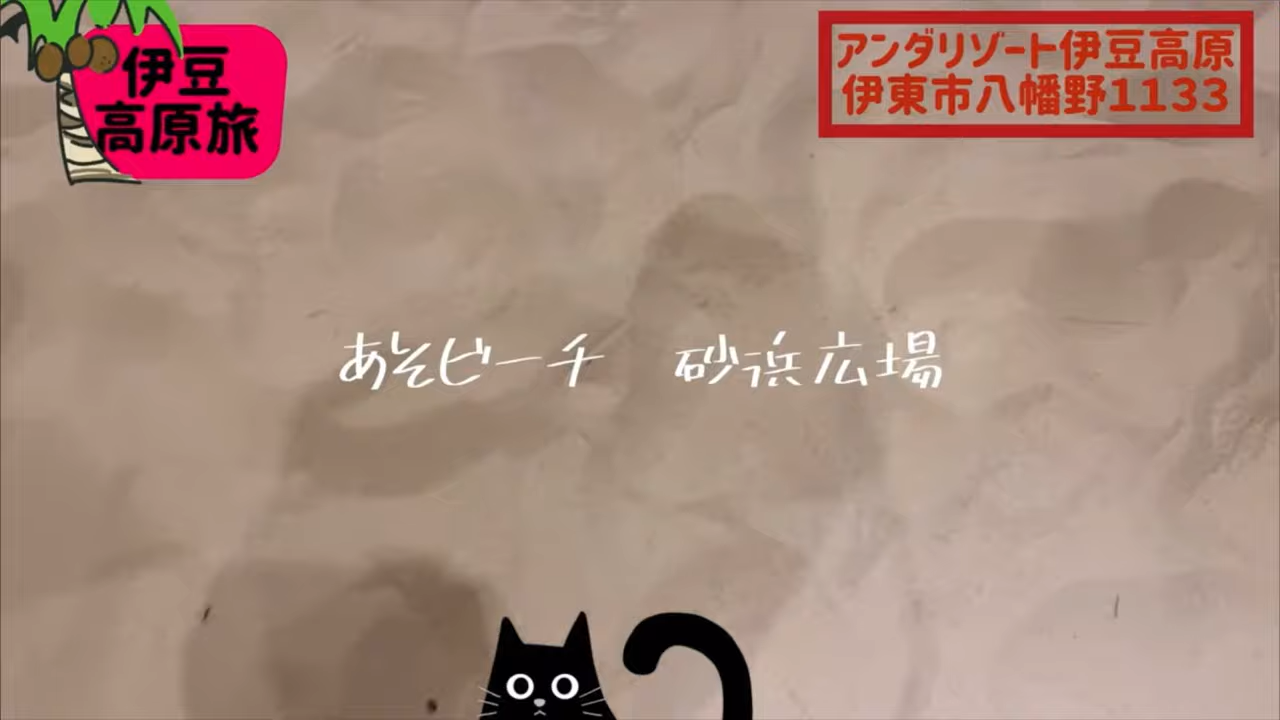 伊豆
高原旅
アンダリゾート伊豆高原
伊東市八幡野1133
あそビーチ　砂浜広場